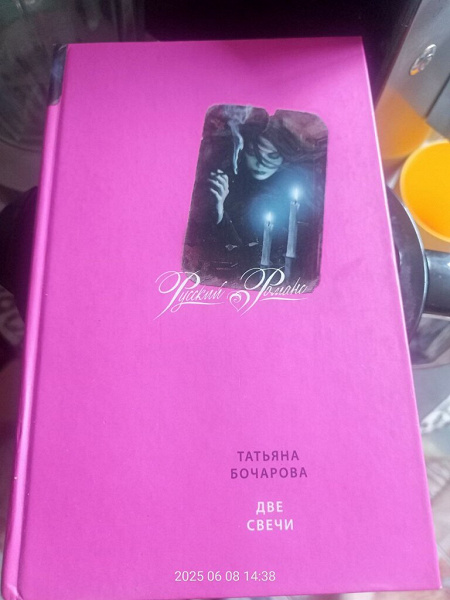 Русский Романс
ТАТЬЯНА
БОЧАРОВА
ДВЕ
СВЕЧИ
2025 06 08 14:38